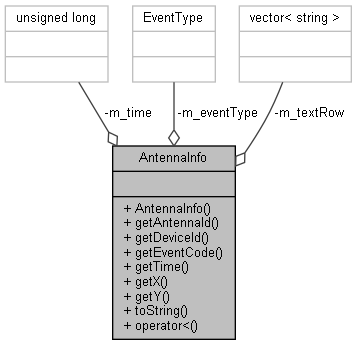 unsigned long
EventType
vector< string >
-m_time
-m_eventType
-m_textRow
AntennaInfo
+ AntennaInfo()
+ getAntennaId()
+ getDeviceId()
+ getEventCode()
+ getTime()
+ getX()
+ getY()
+ toString()
+ operator<()